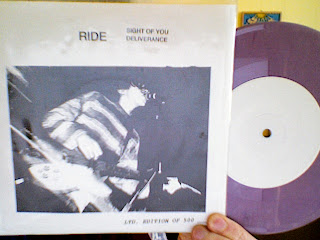 RIDE
SIGHT OF YOU
DELIVERANCE
LTD. EDITION OF 500